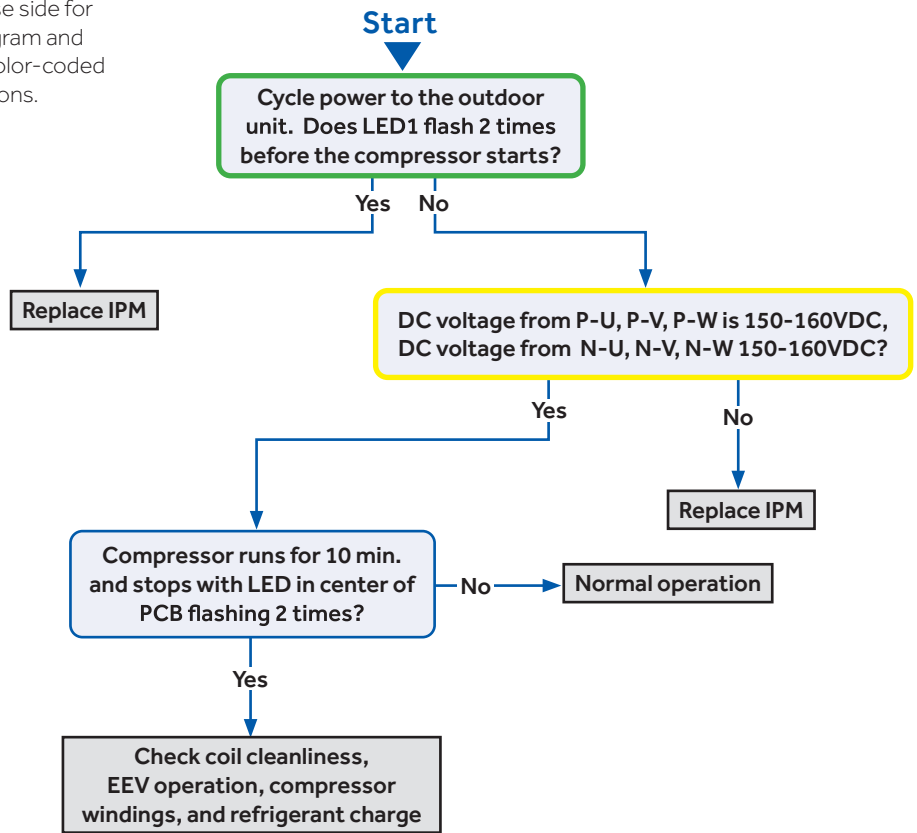 se side for
gram and
olor-coded
ons.
Start
Cycle power to the outdoor
unit. Does LED1 flash 2 times
before the compressor starts?
Yes No
Replace IPM
DC voltage from P-U, P-V, P-W is 150-160VDC,
DC voltage from N-U, N-V, N-W 150-160VDC?
Yes
No
Replace IPM
Compressor runs for 10 min.
and stops with LED in center of
PCB flashing 2 times?
No
Normal operation
Yes
Check coil cleanliness,
EEV operation, compressor
windings, and refrigerant charge